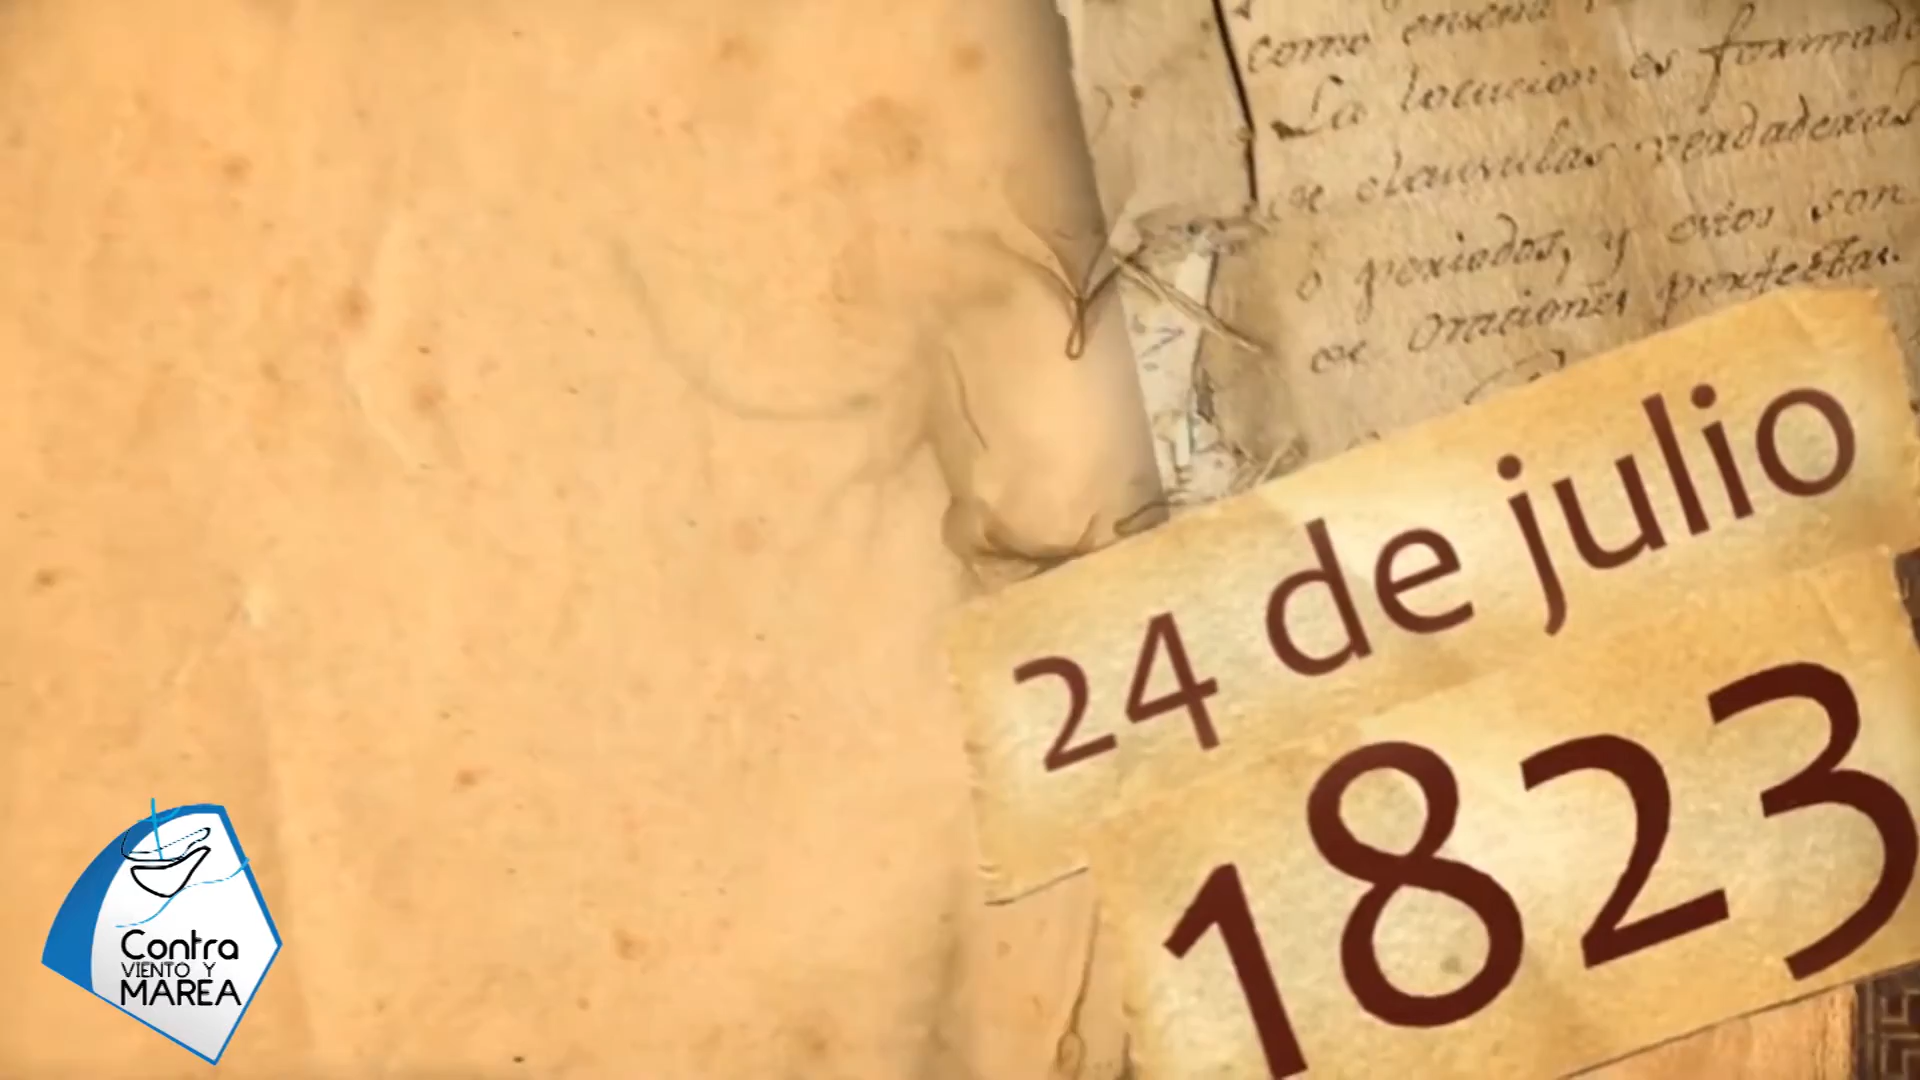 como enseña
La locucion es formada
de clausulas
ó periodos, y estos son
de oraciones perfectas.
24 de julio
1823
Contra
VIENTO Y
MAREA